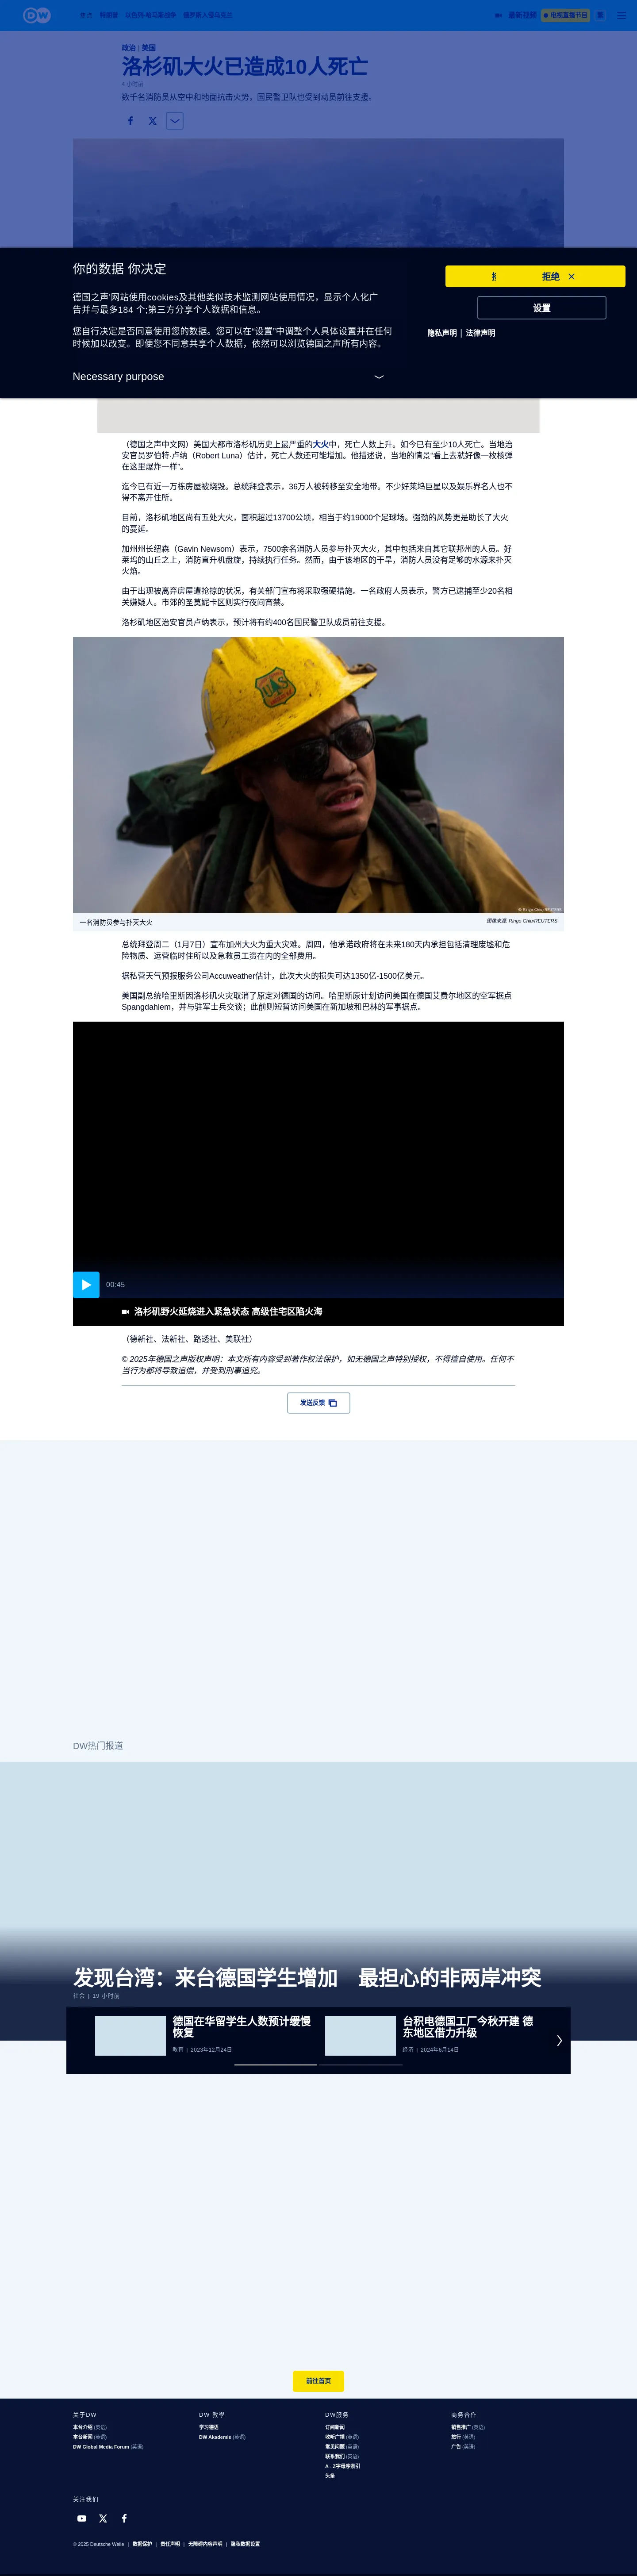 DW
焦点 特朗普 以色列-哈马斯战争 俄罗斯入侵乌克兰
最新视频 电视直播节目 繁
政治 | 美国
洛杉矶大火已造成10人死亡
数千名消防员从空中和地面抗击火势，国民警卫队也受到动员前往支援。
你的数据 你决定
德国之声'网站使用cookies及其他类似技术监测网站使用情况，显示个人化广
告并与最多184 个;第三方分享个人数据和信息。
您自行决定是否同意使用您的数据。您可以在"设置"中调整个人具体设置并在任何
时候加以改变。即便您不同意共享个人数据，依然可以浏览德国之声所有内容。
Necessary purpose
拒绝
设置
隐私声明 | 法律声明
（德国之声中文网）美国大都市洛杉矶历史上最严重的大火中，死亡人数上升。如今已有至少10人死亡。当地治
安官员罗伯特·卢纳（Robert Luna）估计，死亡人数还可能增加。他描述说，当地的情景“看上去就好像一枚核弹
在这里爆炸一样”。
迄今已有近一万栋房屋被烧毁。总统拜登表示，36万人被转移至安全地带。不少好莱坞巨星以及娱乐界名人也不
得不离开住所。
目前，洛杉矶地区尚有五处大火，面积超过13700公顷，相当于约19000个足球场。强劲的风势更是助长了大火
的蔓延。
加州州长纽森（Gavin Newsom）表示，7500余名消防人员参与扑灭大火，其中包括来自其它联邦州的人员。好
莱坞的山丘之上，消防直升机盘旋，持续执行任务。然而，由于该地区的干旱，消防人员没有足够的水源来扑灭
火焰。
由于出现被离弃房屋遭抢掠的状况，有关部门宣布将采取强硬措施。一名政府人员表示，警方已逮捕至少20名相
关嫌疑人。市郊的圣莫妮卡区则实行夜间宵禁。
洛杉矶地区治安官员卢纳表示，预计将有约400名国民警卫队成员前往支援。
© Ringo Chiu/REUTERS
一名消防员参与扑灭大火
图像来源: Ringo Chiu/REUTERS
总统拜登周二（1月7日）宣布加州大火为重大灾难。周四，他承诺政府将在未来180天内承担包括清理废墟和危
险物质、运营临时住所以及急救员工资在内的全部费用。
据私营天气预报服务公司Accuweather估计，此次大火的损失可达1350亿-1500亿美元。
美国副总统哈里斯因洛杉矶火灾取消了原定对德国的访问。哈里斯原计划访问美国在德国艾费尔地区的空军据点
Spangdahlem，并与驻军士兵交谈；此前则短暂访问美国在新加坡和巴林的军事据点。
00:45
洛杉矶野火延烧进入紧急状态 高级住宅区陷火海
（德新社、法新社、路透社、美联社）
© 2025年德国之声版权声明：本文所有内容受到著作权法保护，如无德国之声特别授权，不得擅自使用。任何不
当行为都将导致追偿，并受到刑事追究。
发送反馈
DW热门报道
发现台湾：来台德国学生增加 最担心的非两岸冲突
社会 | 19 小时前
德国在华留学生人数预计缓慢
恢复
教育 | 2023年12月24日
台积电德国工厂今秋开建 德
东地区借力升级
经济 | 2024年6月14日
前往首页
关于DW
本台介绍 (英语)
本台新闻 (英语)
DW Global Media Forum (英语)
DW 教學
学习德语
DW Akademie (英语)
DW服务
订阅新闻
收听广播 (英语)
常见问题 (英语)
联系我们 (英语)
A - Z字母序索引
头条
商务合作
销售推广 (英语)
旅行 (英语)
广告 (英语)
关注我们
© 2025 Deutsche Welle | 数据保护 | 责任声明 | 无障碍内容声明 | 隐私数据设置